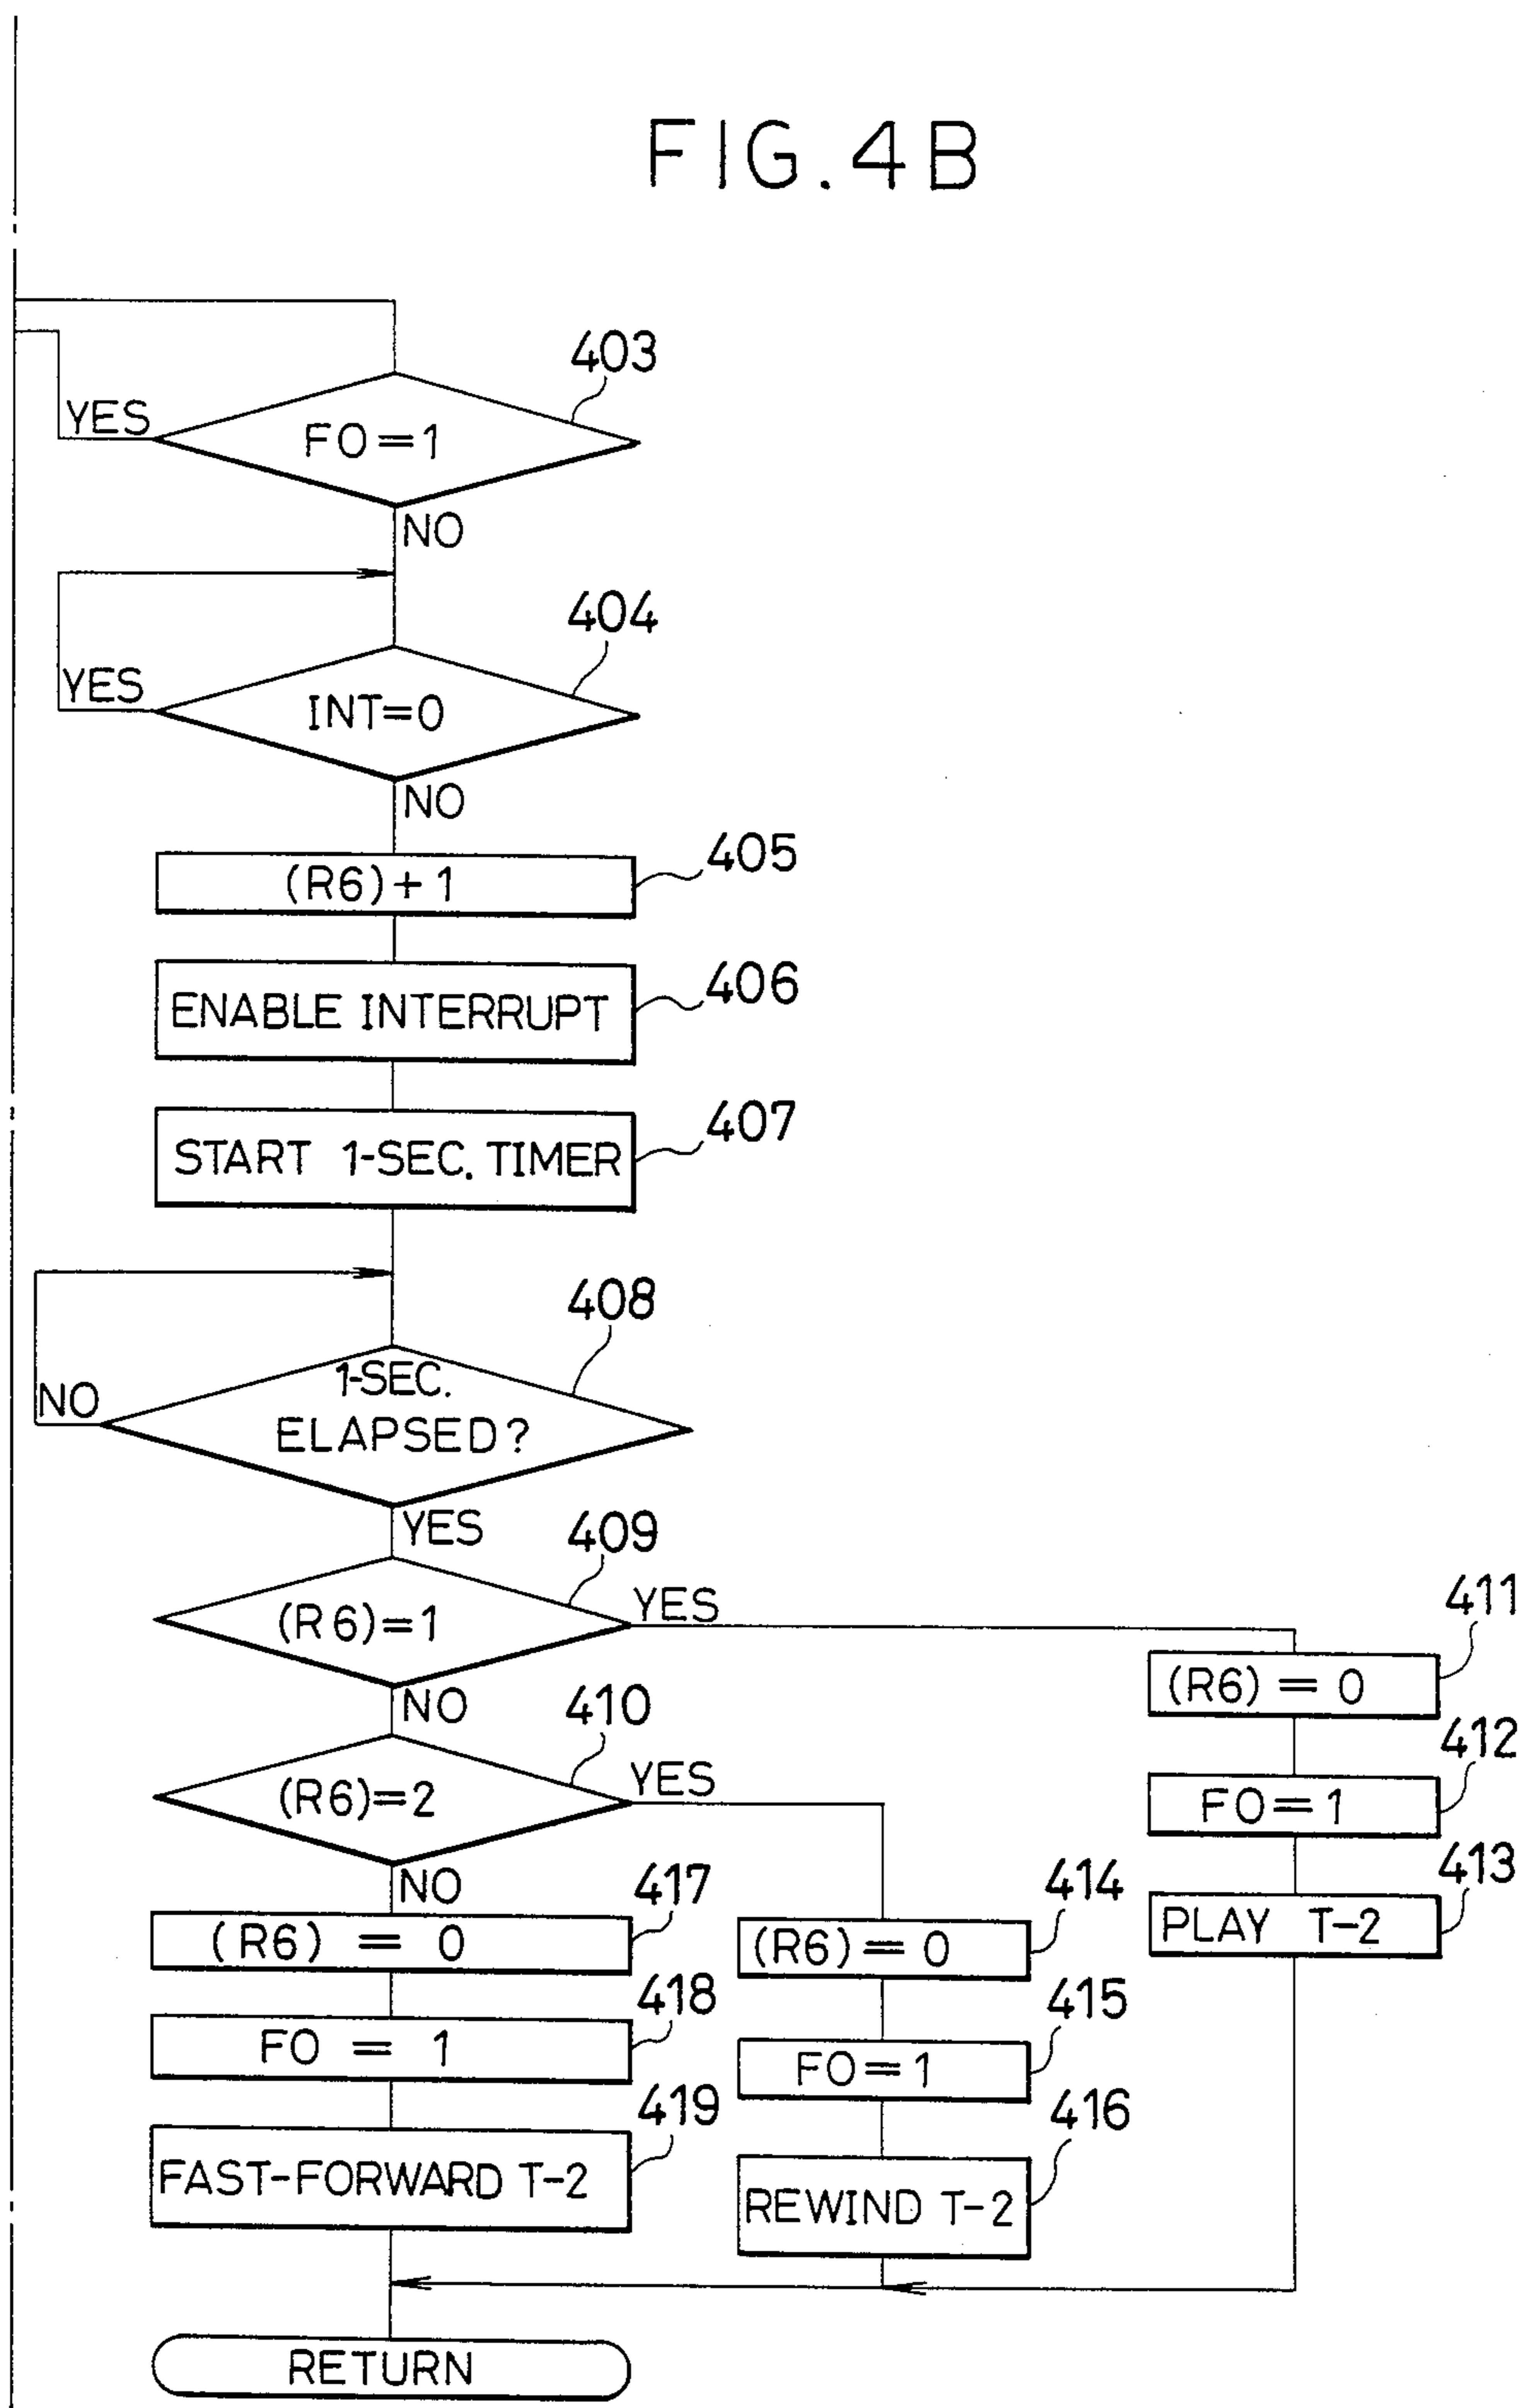 FIG. 4B
403
YES
FO=1
NO
404
YES
INT=0
NO
405
(R6)+1
406
ENABLE INTERRUPT
407
START 1-SEC. TIMER
408
NO
1-SEC.
ELAPSED?
YES
409
(R6)=1
YES
411
(R6)=0
NO
410
412
(R6)=2
YES
FO=1
NO
417
414
413
(R6) = 0
(R6)=0
PLAY T-2
418
415
FO = 1
FO=1
419
416
FAST-FORWARD T-2
REWIND T-2
RETURN